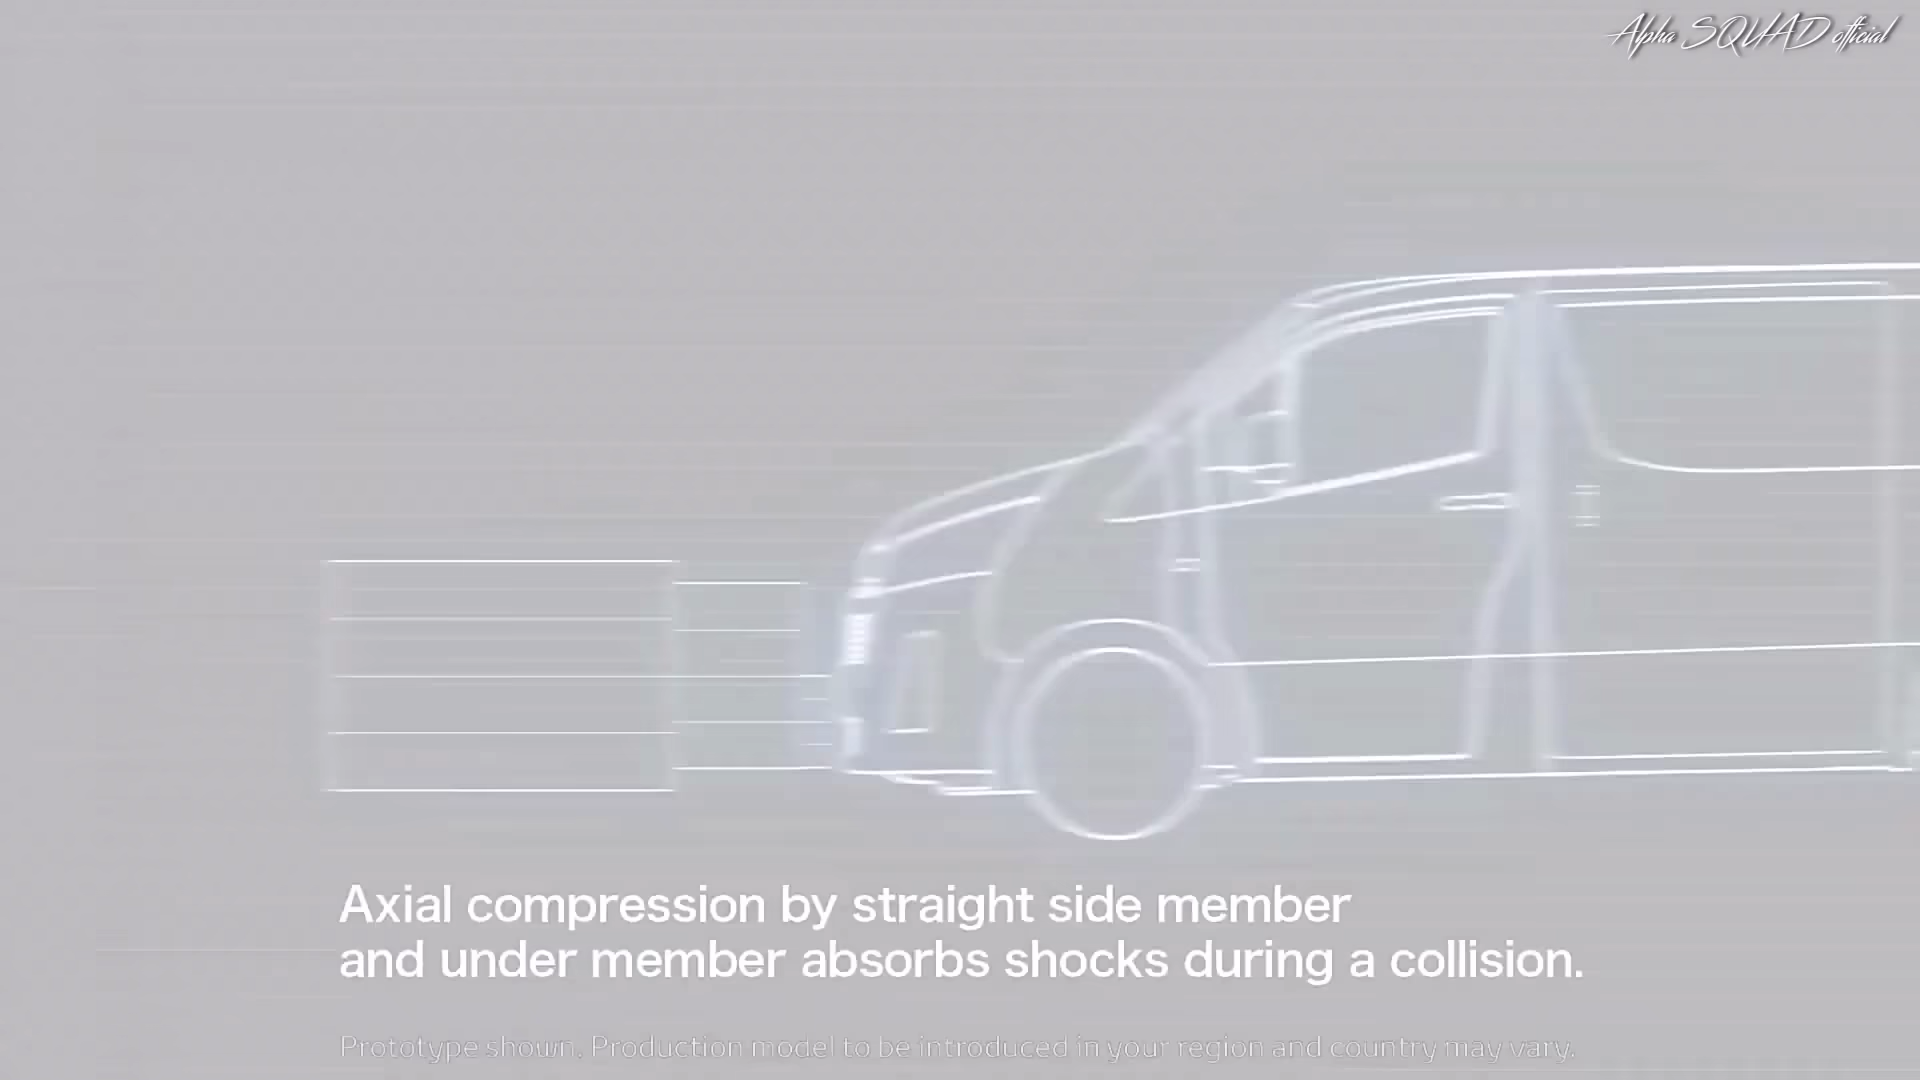 Alpha SQUAD official
Axial compression by straight side member
and under member absorbs shocks during a collision.
Prototype shown. Production model to be introduced in your region and country may vary.